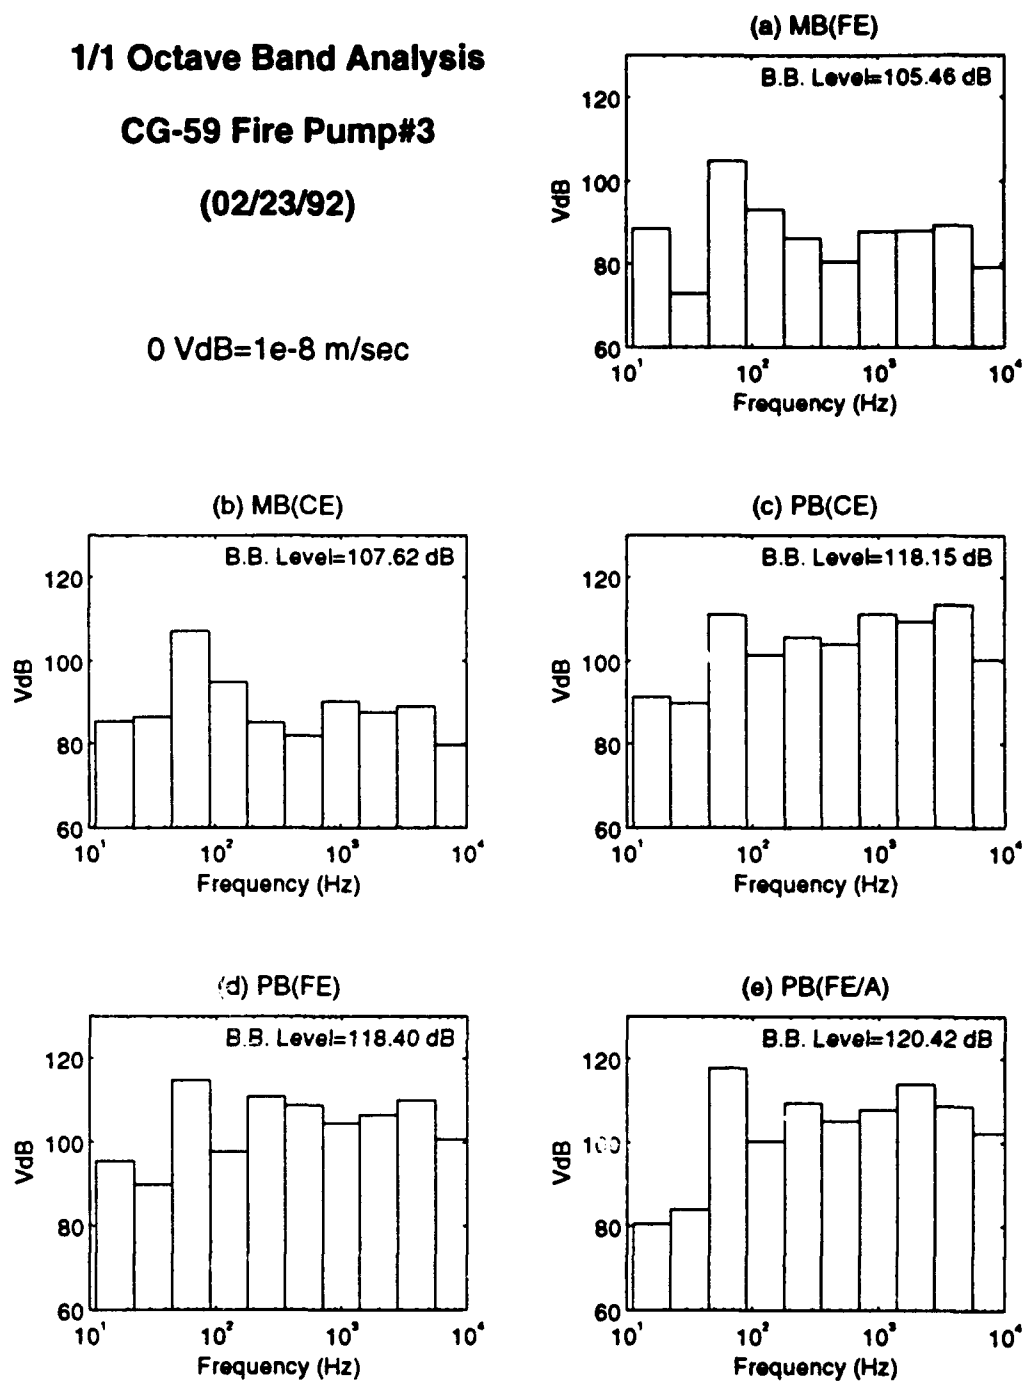 1/1 Octave Band Analysis
CG-59 Fire Pump#3
(02/23/92)
0 VdB=1e-8 m/sec
(a) MB(FE)
B.B. Level=105.46 dB
120
100
80
60
VdB
10¹ 10² 10³ 10⁴
Frequency (Hz)
(b) MB(CE)
B.B. Level=107.62 dB
120
100
80
60
VdB
10¹ 10² 10³ 10⁴
Frequency (Hz)
(c) PB(CE)
B.B. Level=118.15 dB
120
100
80
60
VdB
10¹ 10² 10³ 10⁴
Frequency (Hz)
(d) PB(FE)
B.B. Level=118.40 dB
120
100
80
60
VdB
10¹ 10² 10³ 10⁴
Frequency (Hz)
(e) PB(FE/A)
B.B. Level=120.42 dB
120
100
80
60
VdB
10¹ 10² 10³ 10⁴
Frequency (Hz)